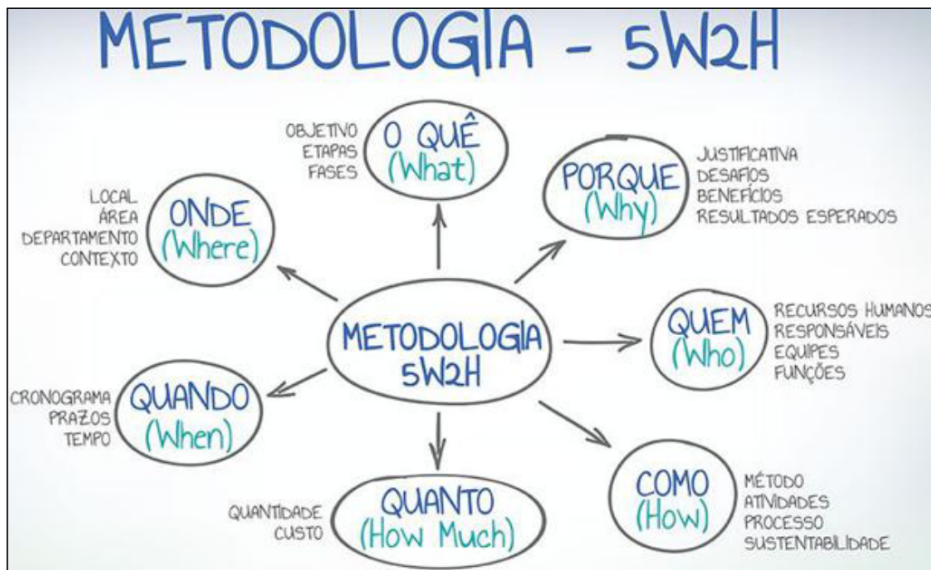 METODOLOGIA - 5W2H
OBJETIVO
ETAPAS
FASES
O QUÊ
(What)
PORQUE
(Why)
JUSTIFICATIVA
DESAFIOS
BENEFÍCIOS
RESULTADOS ESPERADOS
LOCAL
ÁREA
DEPARTAMENTO
CONTEXTO
ONDE
(Where)
METODOLOGIA
5W2H
QUEM
(Who)
RECURSOS HUMANOS
RESPONSÁVEIS
EQUIPES
FUNÇÕES
CRONOGRAMA
PRAZOS
TEMPO
QUANDO
(When)
QUANTIDADE
CUSTO
QUANTO
(How Much)
COMO
(How)
MÉTODO
ATIVIDADES
PROCESSO
SUSTENTABILIDADE